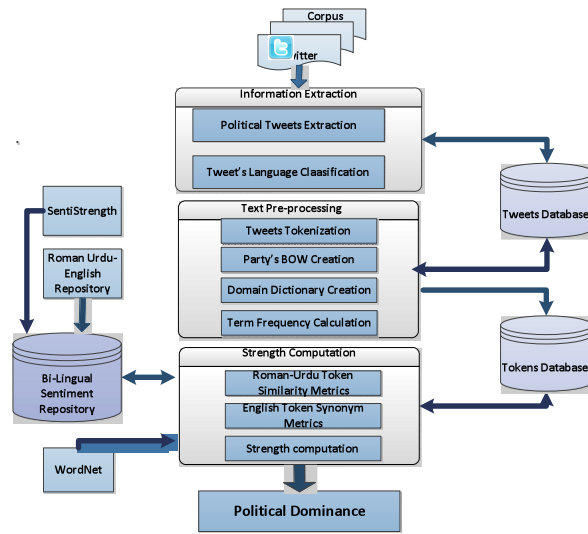 Corpus
witter
Information Extraction
Political Tweets Extraction
Tweet's Language Claasification
Tweets Database
Text Pre-processing
Tweets Tokenization
Party's BOW Creation
Domain Dictionary Creation
Term Frequency Calculation
SentiStrength
Roman Urdu-
English
Repository
Bi-Lingual
Sentiment
Repository
WordNet
Strength Computation
Roman-Urdu Token
Similarity Metrics
English Token Synonym
Metrics
Strength computation
Tokens Database
Political Dominance